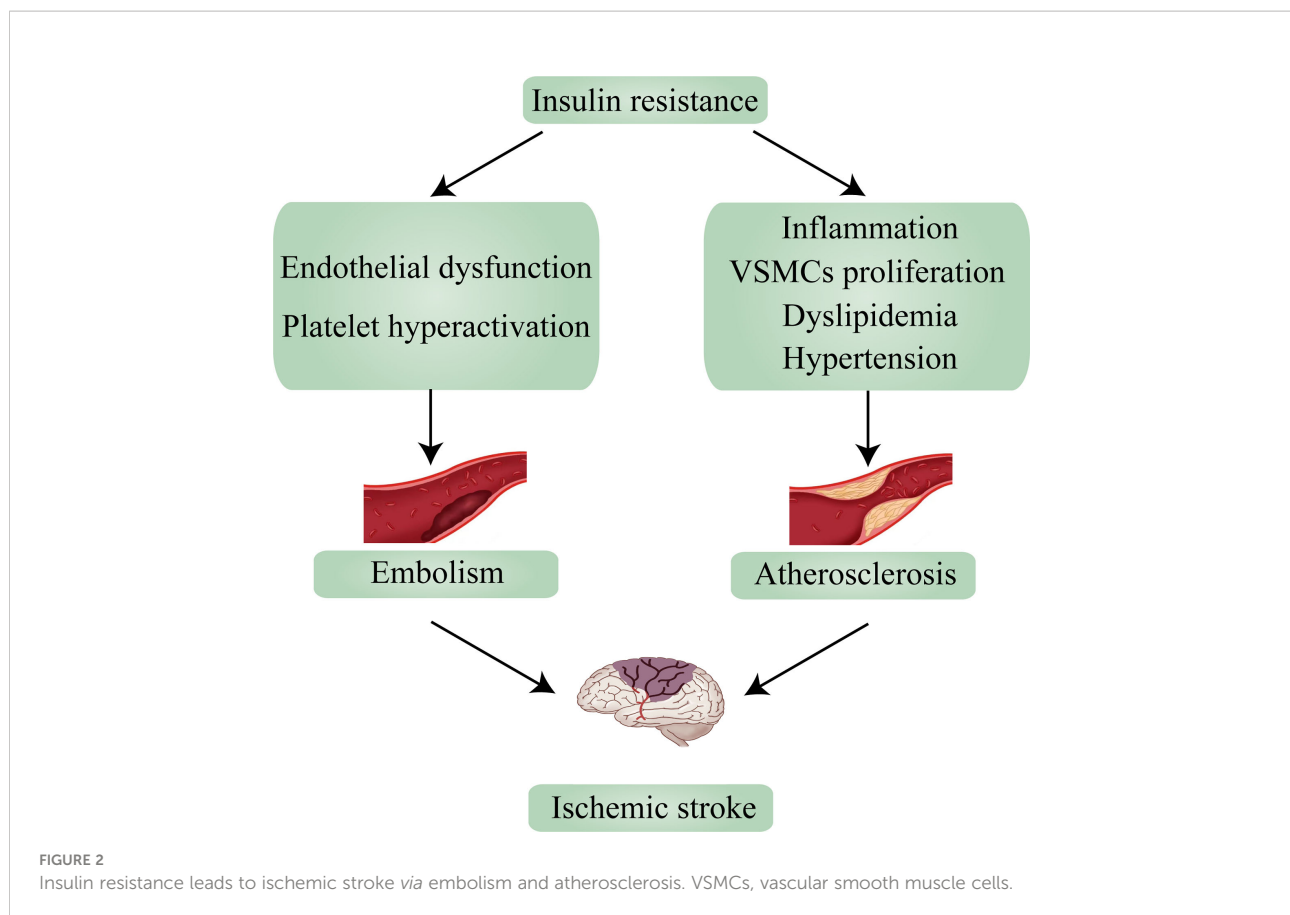 Insulin resistance
Endothelial dysfunction
Platelet hyperactivation
Inflammation
VSMCs proliferation
Dyslipidemia
Hypertension
Embolism
Atherosclerosis
Ischemic stroke
FIGURE 2
Insulin resistance leads to ischemic stroke via embolism and atherosclerosis. VSMCs, vascular smooth muscle cells.